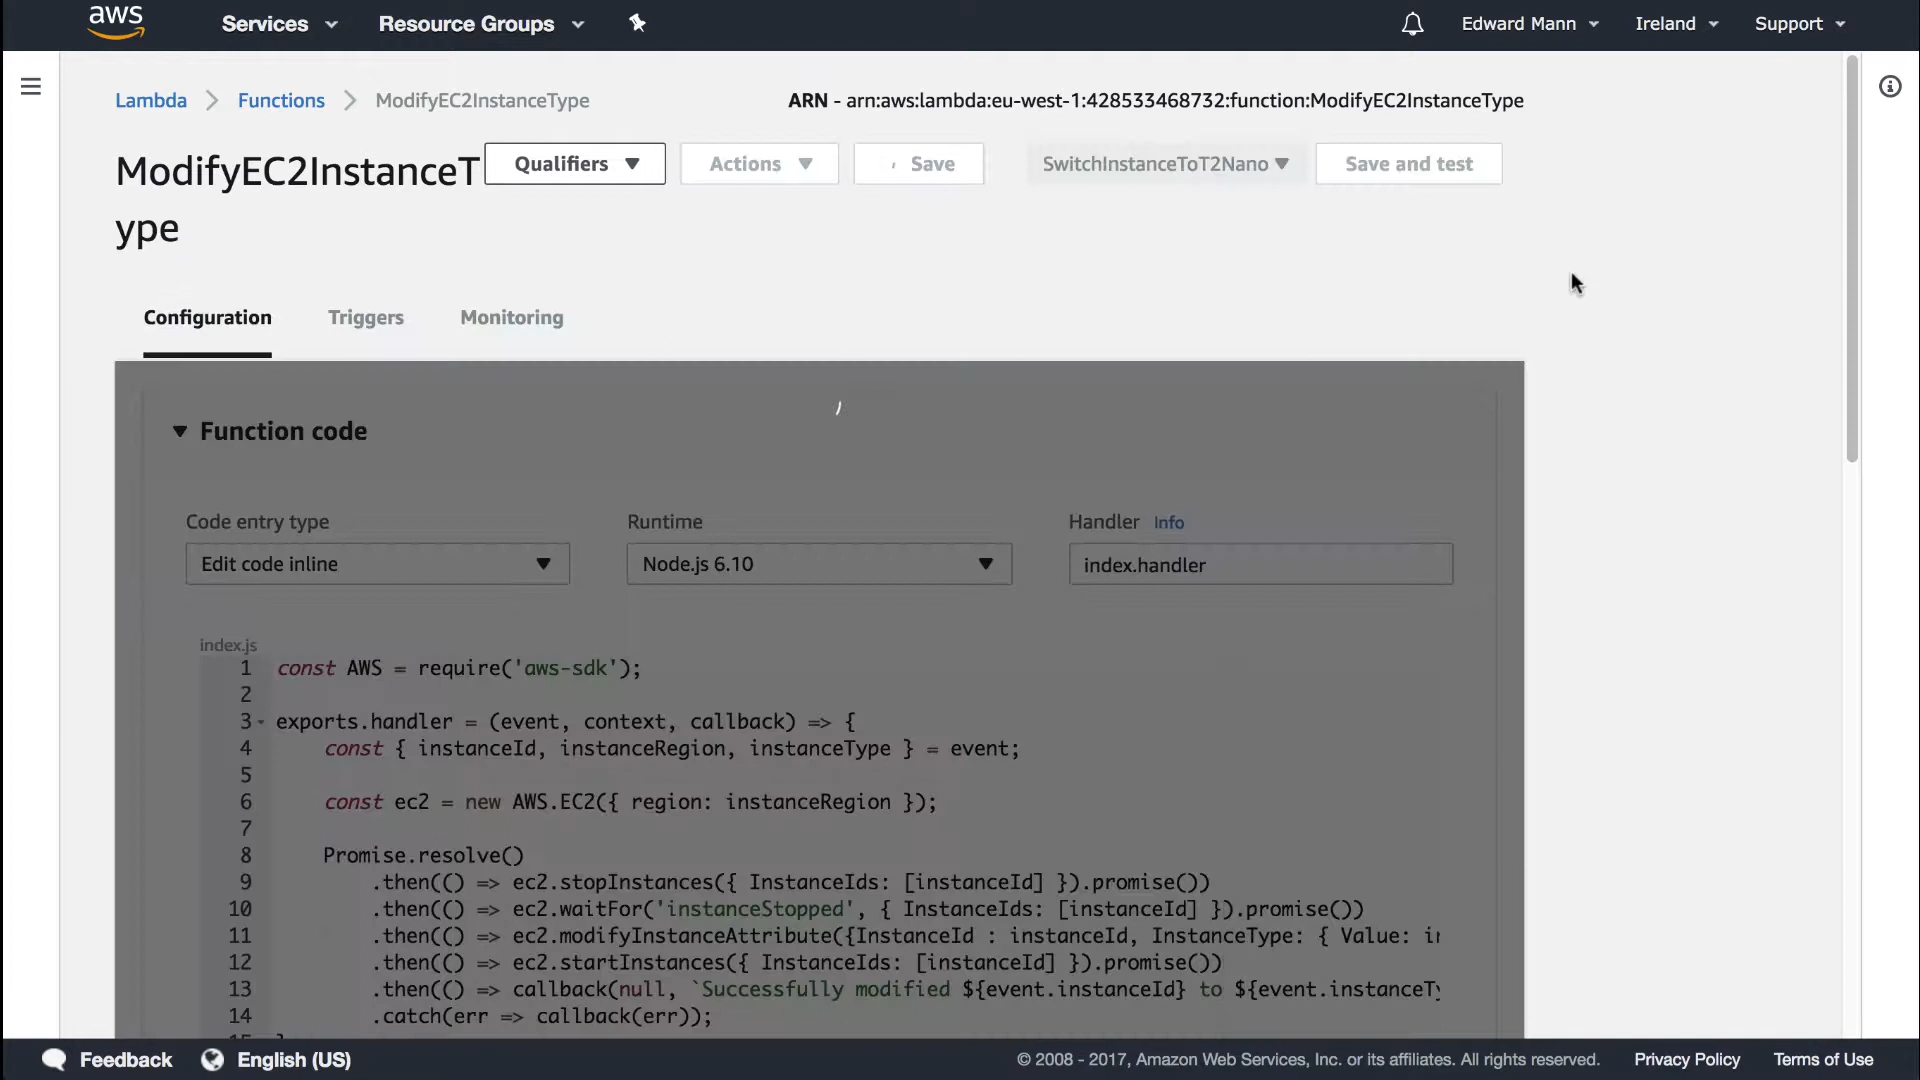 aws
Services
Resource Groups
Edward Mann
Ireland
Support
Lambda
Functions
ModifyEC2InstanceType
ARN - arn:aws:lambda:eu-west-1:428533468732:function:ModifyEC2InstanceType
ModifyEC2InstanceT
ype
Qualifiers
Actions
Save
SwitchInstanceToT2Nano
Save and test
Configuration
Triggers
Monitoring
Function code
Code entry type
Runtime
Handler Info
Edit code inline
Node.js 6.10
index.handler
index.js
1 const AWS = require('aws-sdk');
2
3 exports.handler = (event, context, callback) => {
4 const { instanceId, instanceRegion, instanceType } = event;
5
6 const ec2 = new AWS.EC2({ region: instanceRegion });
7
8 Promise.resolve()
9 .then(() => ec2.stopInstances({ InstanceIds: [instanceId] }).promise())
10 .then(() => ec2.waitFor('instanceStopped', { InstanceIds: [instanceId] }).promise())
11 .then(() => ec2.modifyInstanceAttribute({InstanceId : instanceId, InstanceType: { Value: i
12 .then(() => ec2.startInstances({ InstanceIds: [instanceId] }).promise())
13 .then(() => callback(null, `Successfully modified ${event.instanceId} to ${event.instanceT
14 .catch(err => callback(err));
Feedback
English (US)
© 2008 - 2017, Amazon Web Services, Inc. or its affiliates. All rights reserved.
Privacy Policy
Terms of Use